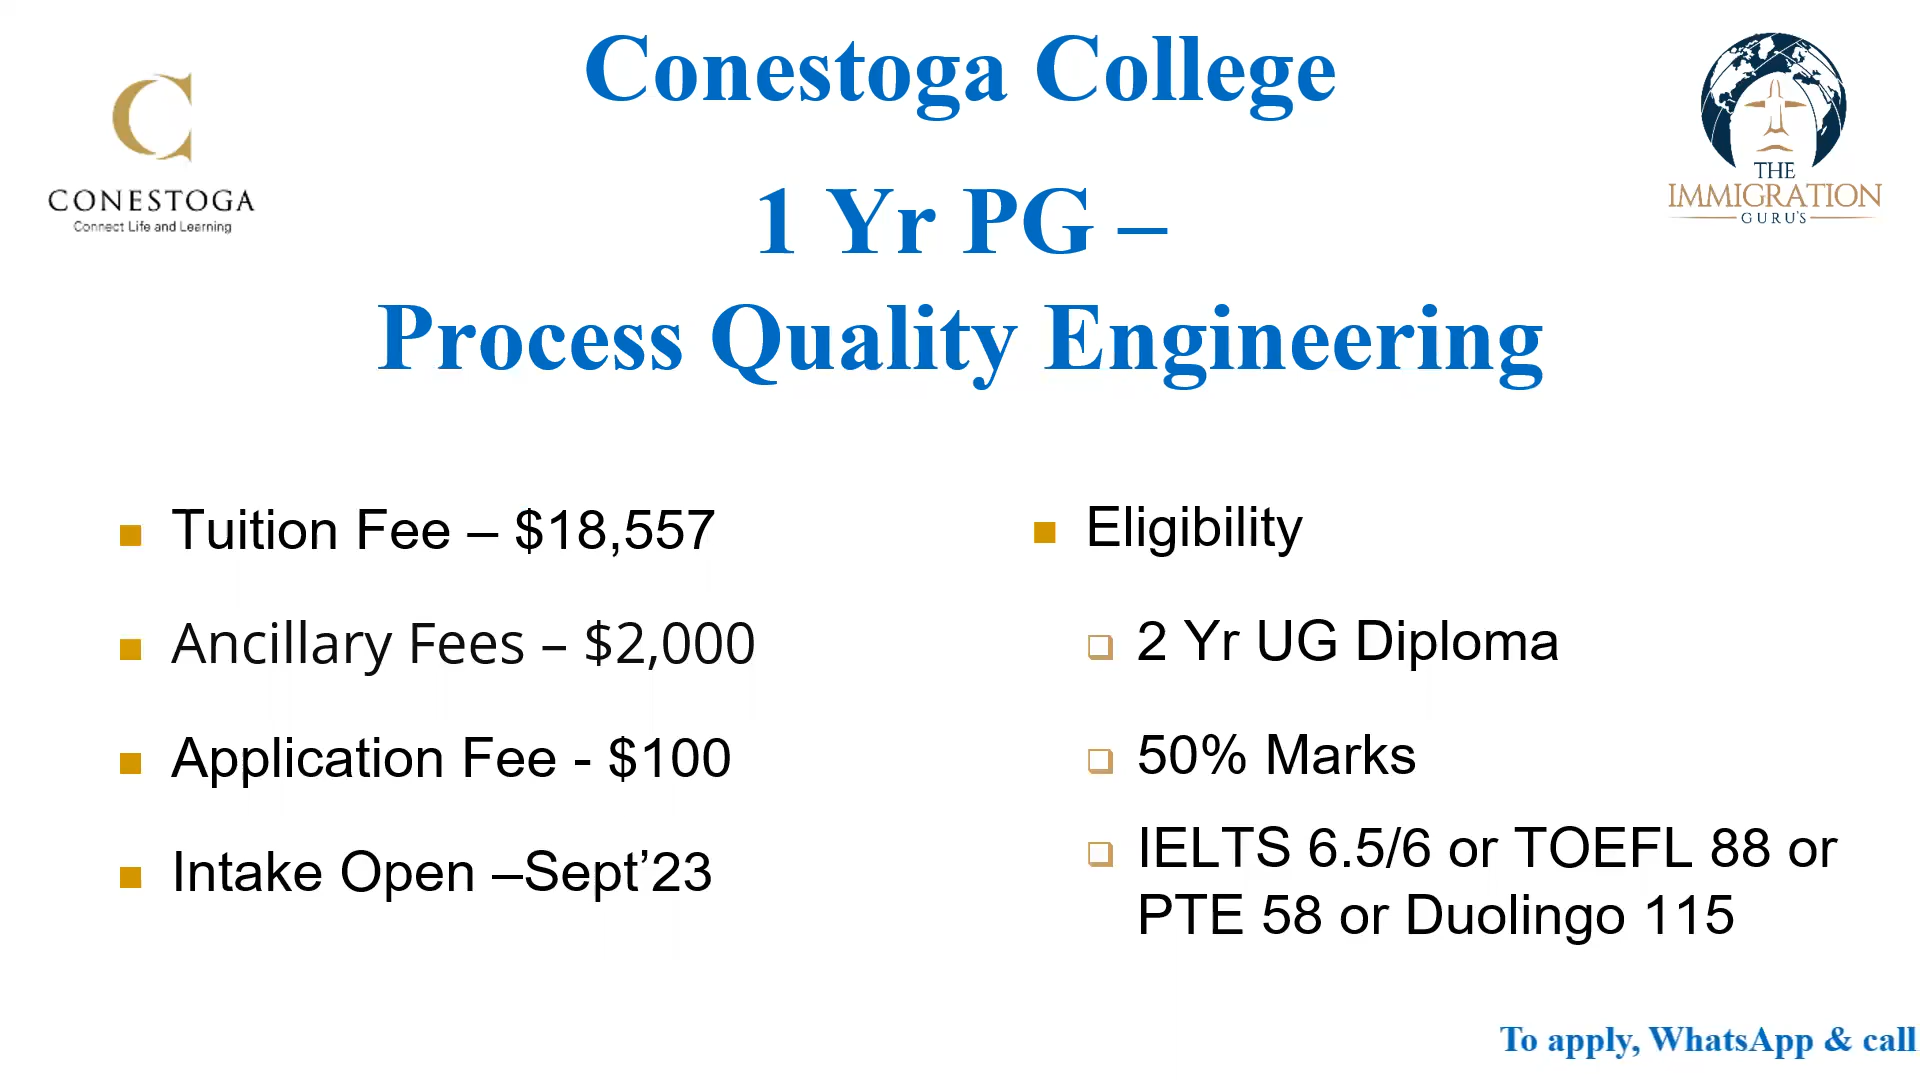 Conestoga College
CONESTOGA
Connect Life and Learning
THE
IMMIGRATION
GURU'S
1 Yr PG –
Process Quality Engineering
Tuition Fee – $18,557
Ancillary Fees – $2,000
Application Fee - $100
Intake Open –Sept’23
Eligibility
2 Yr UG Diploma
50% Marks
IELTS 6.5/6 or TOEFL 88 or
PTE 58 or Duolingo 115
To apply, WhatsApp & call